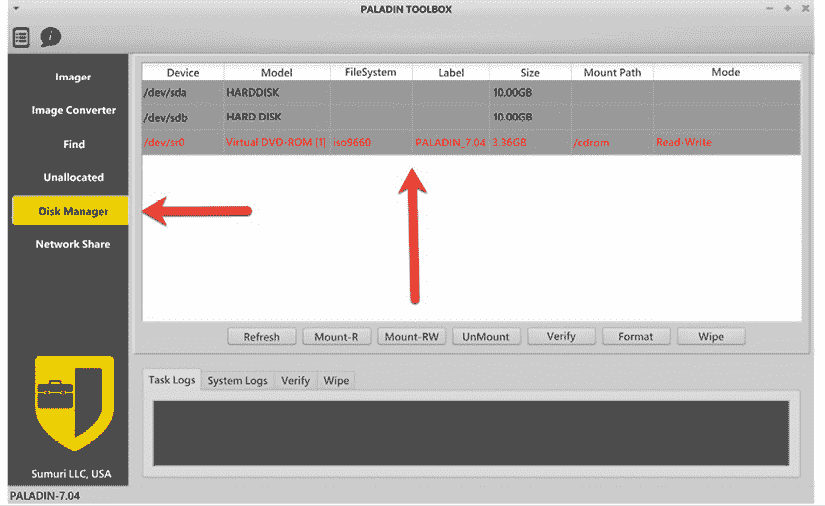 PALADIN TOOLBOX
Imager
Image Converter
Find
Unallocated
Disk Manager
Network Share
Device Model FileSystem Label Size Mount Path Mode
/dev/sda HARDDISK 10.00GB
/dev/sdb HARD DISK 10.00GB
/dev/sr0 Virtual DVD-ROM [1] iso9660 PALADIN_7.04 3.36GB /cdrom Read-Write
Refresh Mount-R Mount-RW UnMount Verify Format Wipe
Task Logs System Logs Verify Wipe
Sumuri LLC, USA
PALADIN-7.04